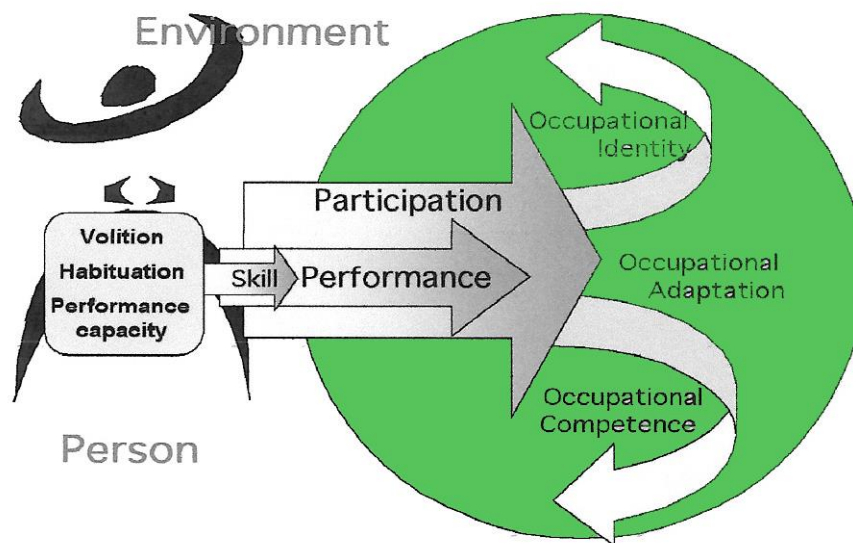 Environment
Occupational
Identity
Participation
Volition
Habituation
Performance
capacity
Skill
Performance
Occupational
Adaptation
Occupational
Competence
Person